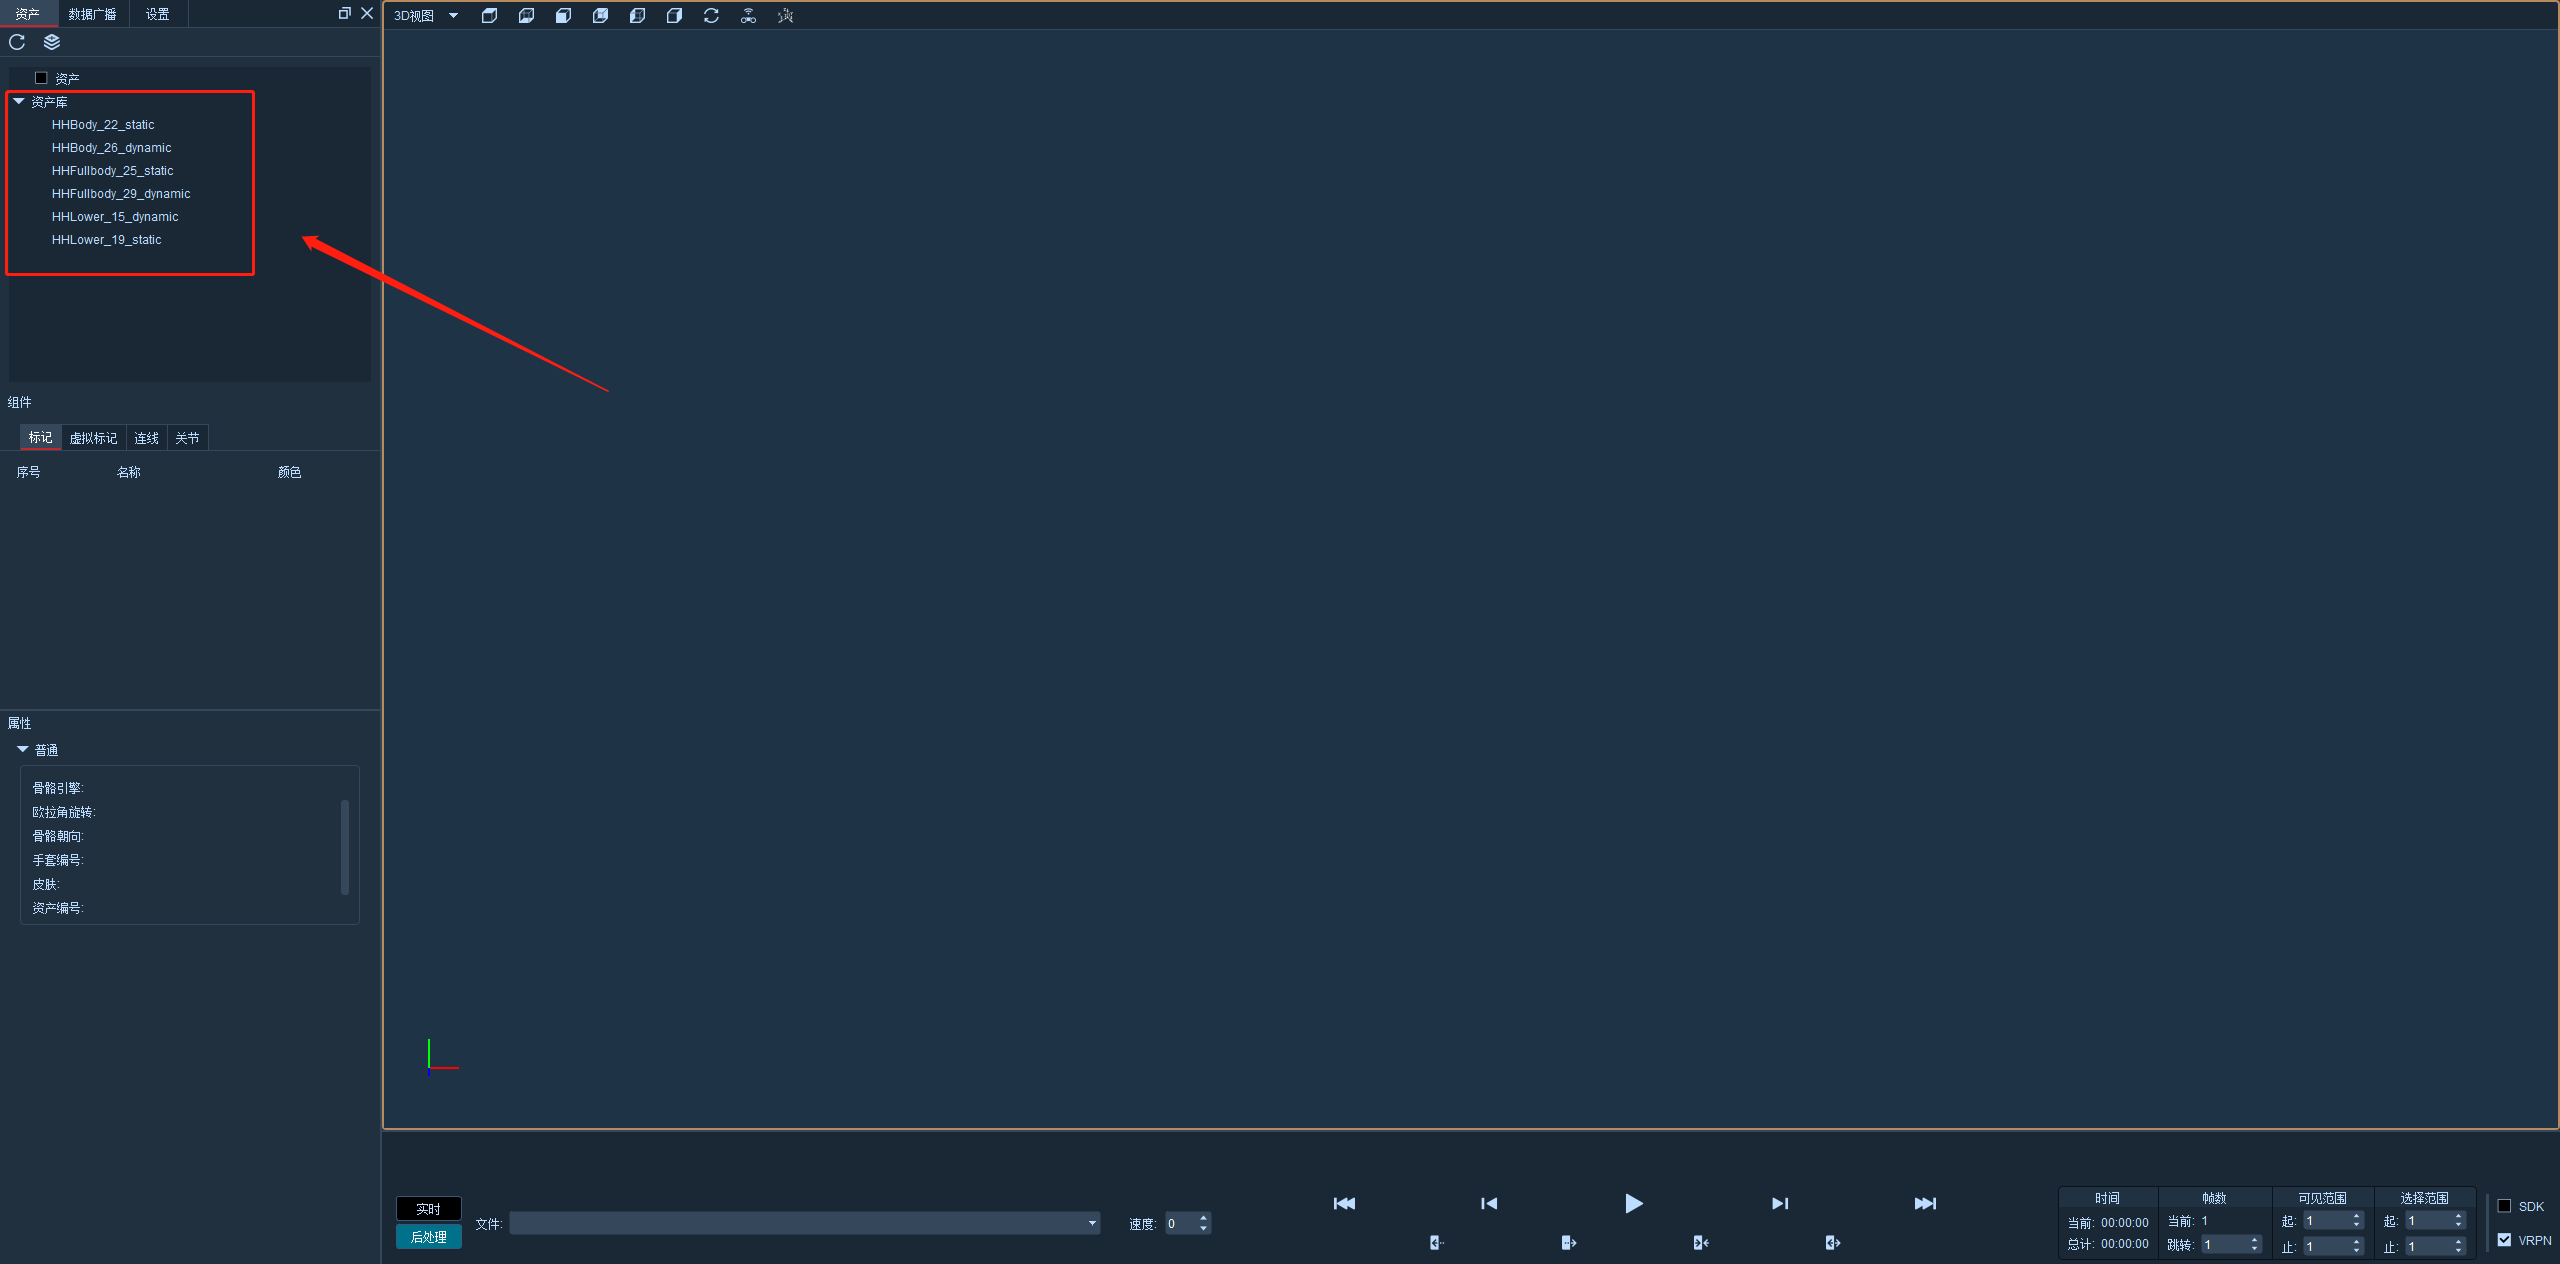 资产 数据广播 设置
资产
资产库
HHBody_22_static
HHBody_26_dynamic
HHFullbody_25_static
HHFullbody_29_dynamic
HHLower_15_dynamic
HHLower_19_static
组件
标记 虚拟标记 连线 关节
序号 名称 颜色
属性
普通
骨骼引擎:
欧拉角旋转:
骨骼朝向:
手套编号:
皮肤:
资产编号:
3D视图
实时
后处理
文件:
速度: 0
时间
当前: 00:00:00
总计: 00:00:00
帧数
当前: 1
跳转: 1
可见范围
起: 1
止: 1
选择范围
起: 1
止: 1
SDK
VRPN